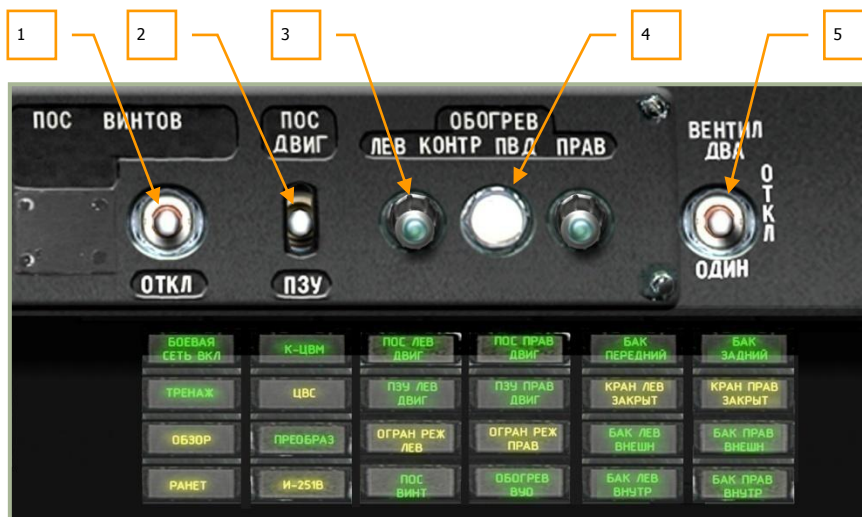 1
2
3
4
5
ПОС ВИНТОВ
ПОС
ДВИГ
ОБОГРЕВ
ЛЕВ КОНТР ПВД ПРАВ
ВЕНТИЛ
ДВА
ОТКЛ
ОДИН
ОТКЛ
ПЗУ
БОЕВАЯ
СЕТЬ ВКЛ
К-ЦВМ
ПОС ЛЕВ
ДВИГ
ПОС ПРАВ
ДВИГ
БАК
ПЕРЕДНИЙ
БАК
ЗАДНИЙ
ТРЕНАЖ
ЦВС
ПЗУ ЛЕВ
ДВИГ
ПЗУ ПРАВ
ДВИГ
КРАН ЛЕВ
ЗАКРЫТ
КРАН ПРАВ
ЗАКРЫТ
ОБЗОР
ПРЕОБРАЗ
ОГРАН РЕЖ
ЛЕВ
ОГРАН РЕЖ
ПРАВ
БАК ЛЕВ
ВНЕШН
БАК ПРАВ
ВНЕШН
РАНЕТ
И-251В
ПОС
ВИНТ
ОБОГРЕВ
ВУО
БАК ЛЕВ
ВНУТР
БАК ПРАВ
ВНУТР